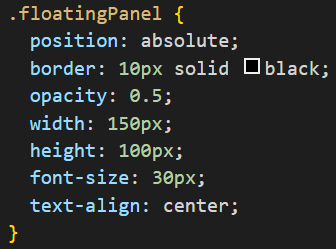 .floatingPanel {
  position: absolute;
  border: 10px solid black;
  opacity: 0.5;
  width: 150px;
  height: 100px;
  font-size: 30px;
  text-align: center;
}